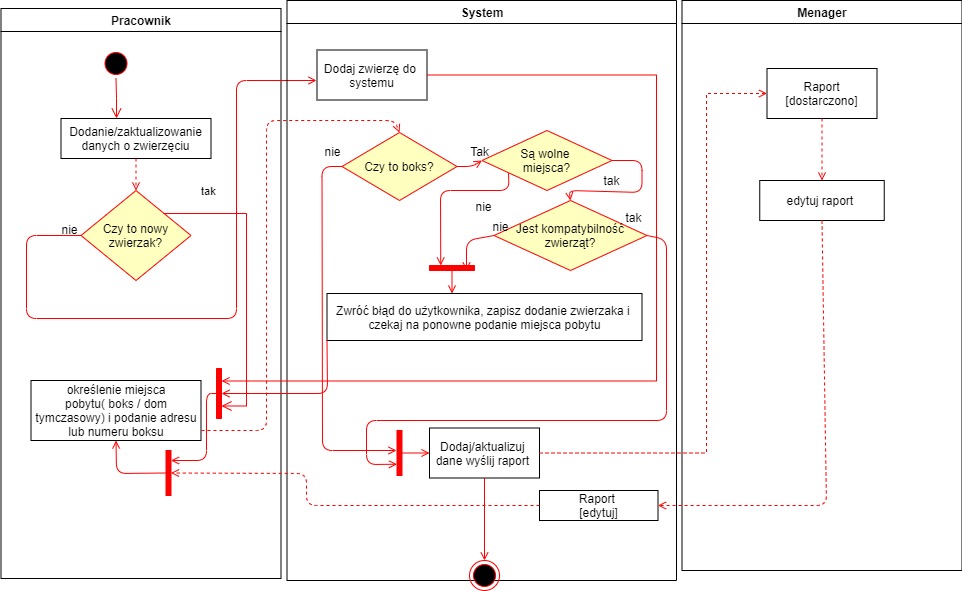 Pracownik
System
Menager
Dodanie/zaktualizowanie
danych o zwierzęciu
tak
nie
Czy to nowy
zwierzak?
określenie miejsca
pobytu( boks / dom
tymczasowy) i podanie adresu
lub numeru boksu
Dodaj zwierzę do
systemu
nie
Czy to boks?
Tak
Są wolne
miejsca?
tak
nie
nie
tak
Jest kompatybilność
zwierząt?
Zwróć błąd do użytkownika, zapisz dodanie zwierzaka i
czekaj na ponowne podanie miejsca pobytu
Dodaj/aktualizuj
dane wyślij raport
Raport
[edytuj]
Raport
[dostarczono]
edytuj raport